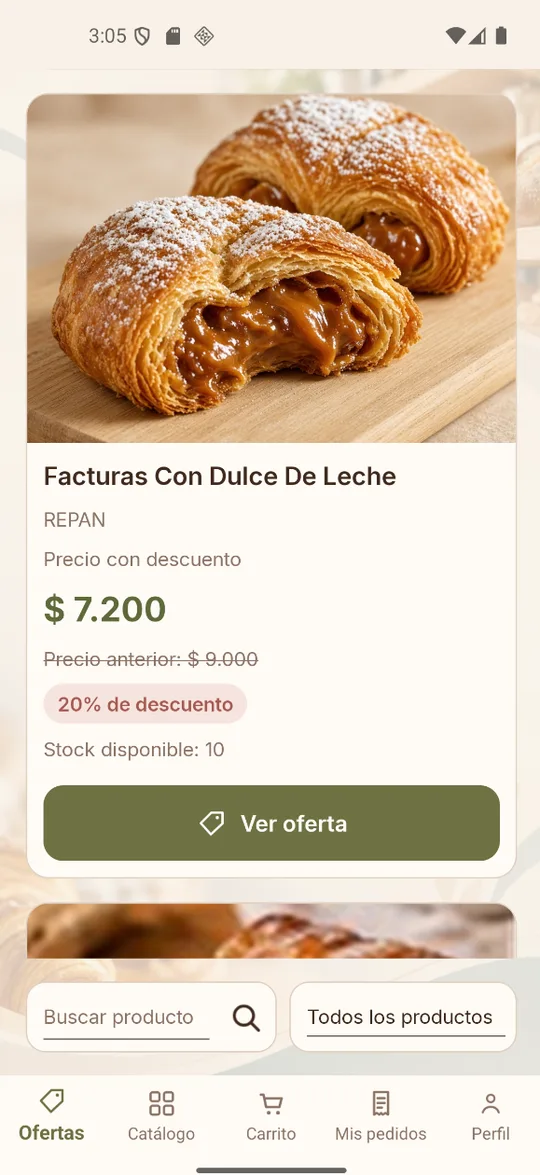 3:05
Facturas Con Dulce De Leche
REPAN
Precio con descuento
$ 7.200
Precio anterior: $ 9.000
20% de descuento
Stock disponible: 10
Ver oferta
Buscar producto
Todos los productos
Ofertas
Catálogo
Carrito
Mis pedidos
Perfil